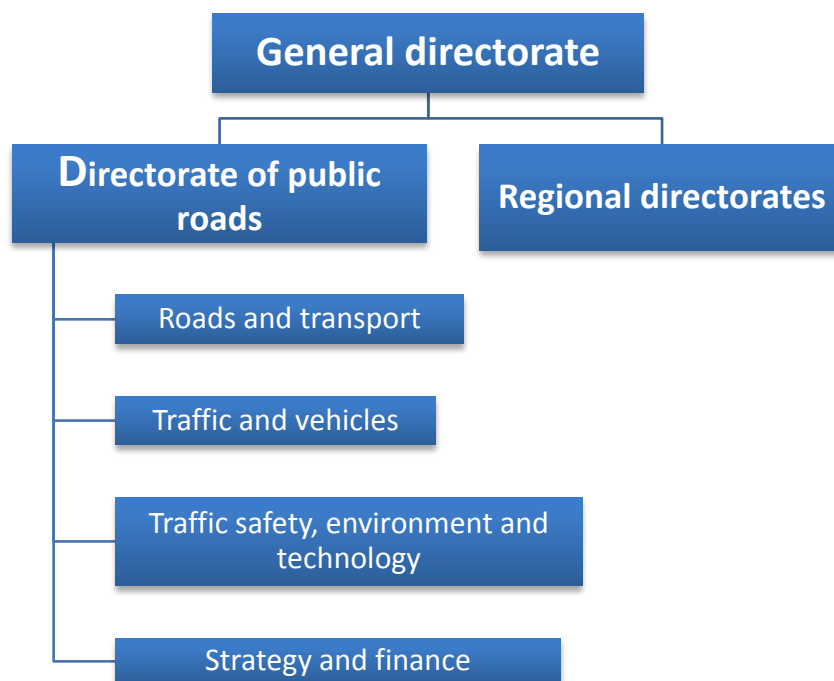 General directorate
Directorate of public
roads
Regional directorates
Roads and transport
Traffic and vehicles
Traffic safety, environment and
technology
Strategy and finance